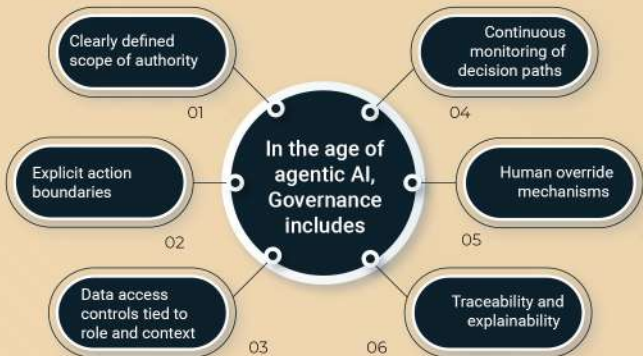 In the age of
agentic AI,
Governance
includes
Clearly defined
scope of authority
01
Explicit action
boundaries
02
Data access
controls tied to
role and context
03
Continuous
monitoring of
decision paths
04
Human override
mechanisms
05
Traceability and
explainability
06